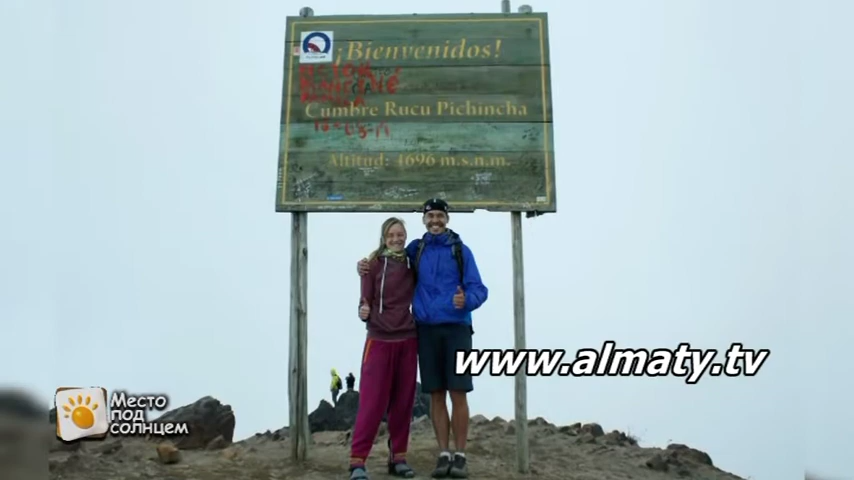 ¡Bienvenidos!
Cumbre Rucu Pichincha
Altitud: 4696 m.s.n.m.
www.almaty.tv
Место
под
солнцем